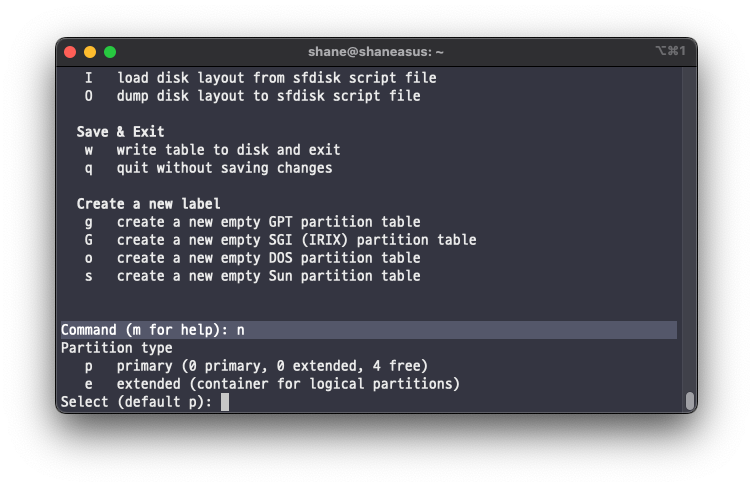 shane@shaneasus: ~
⌥⌘1
I   load disk layout from sfdisk script file
O   dump disk layout to sfdisk script file
Save & Exit
w   write table to disk and exit
q   quit without saving changes
Create a new label
g   create a new empty GPT partition table
G   create a new empty SGI (IRIX) partition table
o   create a new empty DOS partition table
s   create a new empty Sun partition table
Command (m for help): n
Partition type
p   primary (0 primary, 0 extended, 4 free)
e   extended (container for logical partitions)
Select (default p):